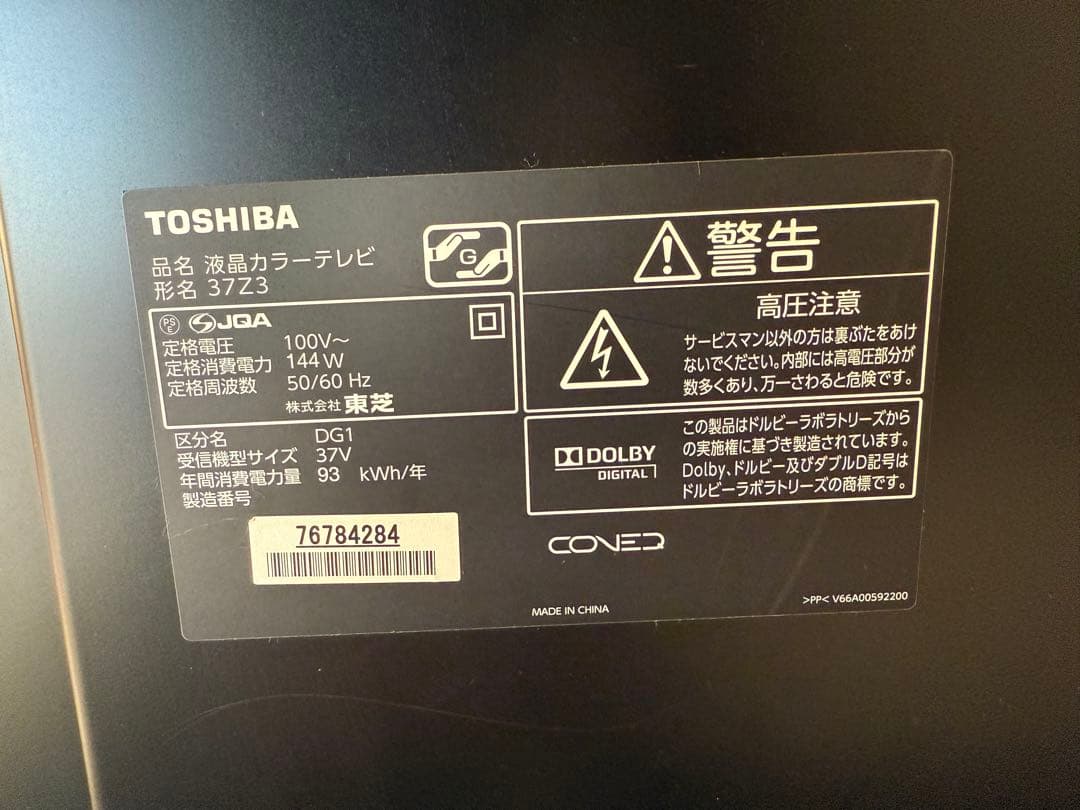 TOSHIBA
品名 液晶カラーテレビ
形名 37Z3
G
PS
E
JQA
定格電圧 100V～
定格消費電力 144W
定格周波数 50/60 Hz
株式会社 東芝
区分名 DG1
受信機型サイズ 37V
年間消費電力量 93 kWh/年
製造番号
76784284
警告
高圧注意
サービスマン以外の方は裏ぶたをあけ
ないでください。内部には高電圧部分が
数多くあり、万一さわると危険です。
DOLBY
DIGITAL
この製品はドルビーラボラトリーズから
の実施権に基づき製造されています。
Dolby、ドルビー及びダブルD記号は
ドルビーラボラトリーズの商標です。
CONEQ
MADE IN CHINA
>PP< V66A00592200